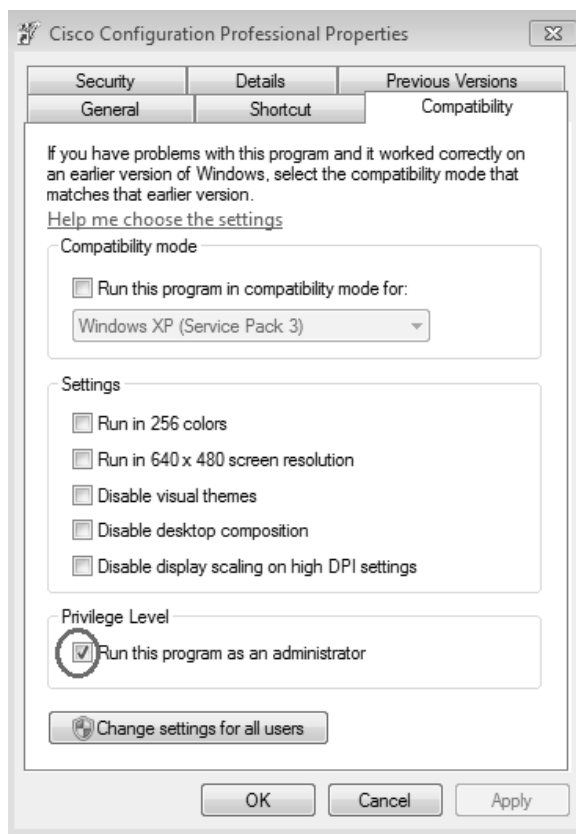 Cisco Configuration Professional Properties
Security Details Previous Versions
General Shortcut Compatibility
If you have problems with this program and it worked correctly on
an earlier version of Windows, select the compatibility mode that
matches that earlier version.
Help me choose the settings
Compatibility mode
Run this program in compatibility mode for:
Windows XP (Service Pack 3)
Settings
Run in 256 colors
Run in 640 x 480 screen resolution
Disable visual themes
Disable desktop composition
Disable display scaling on high DPI settings
Privilege Level
Run this program as an administrator
Change settings for all users
OK Cancel Apply